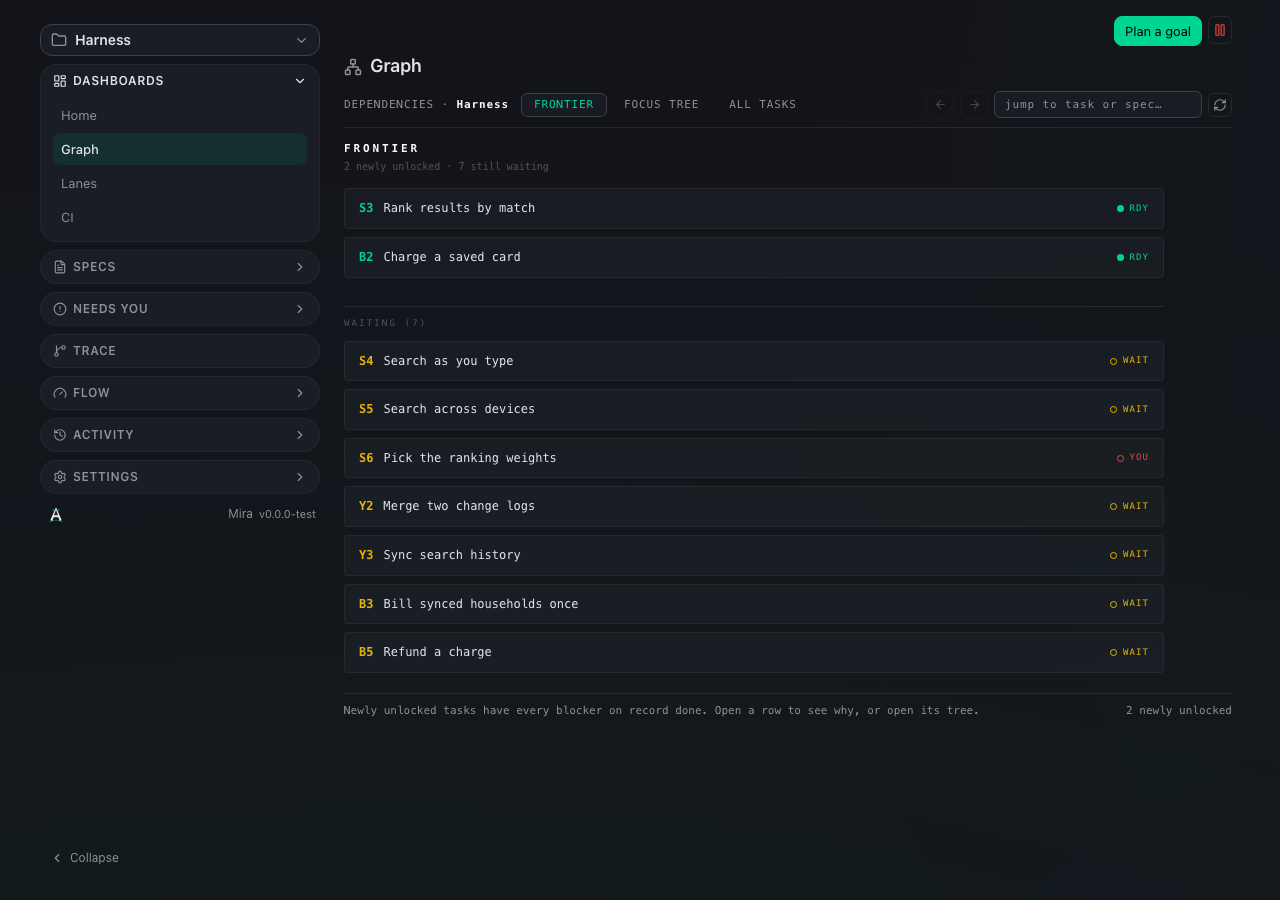 Harness
DASHBOARDS
Home
Graph
Lanes
CI
SPECS
NEEDS YOU
TRACE
FLOW
ACTIVITY
SETTINGS
Mira v0.0.0-test
Collapse
Plan a goal
Graph
DEPENDENCIES · Harness FRONTIER FOCUS TREE ALL TASKS jump to task or spec…
FRONTIER
2 newly unlocked · 7 still waiting
S3 Rank results by match RDY
B2 Charge a saved card RDY
WAITING (7)
S4 Search as you type WAIT
S5 Search across devices WAIT
S6 Pick the ranking weights YOU
Y2 Merge two change logs WAIT
Y3 Sync search history WAIT
B3 Bill synced households once WAIT
B5 Refund a charge WAIT
Newly unlocked tasks have every blocker on record done. Open a row to see why, or open its tree. 2 newly unlocked